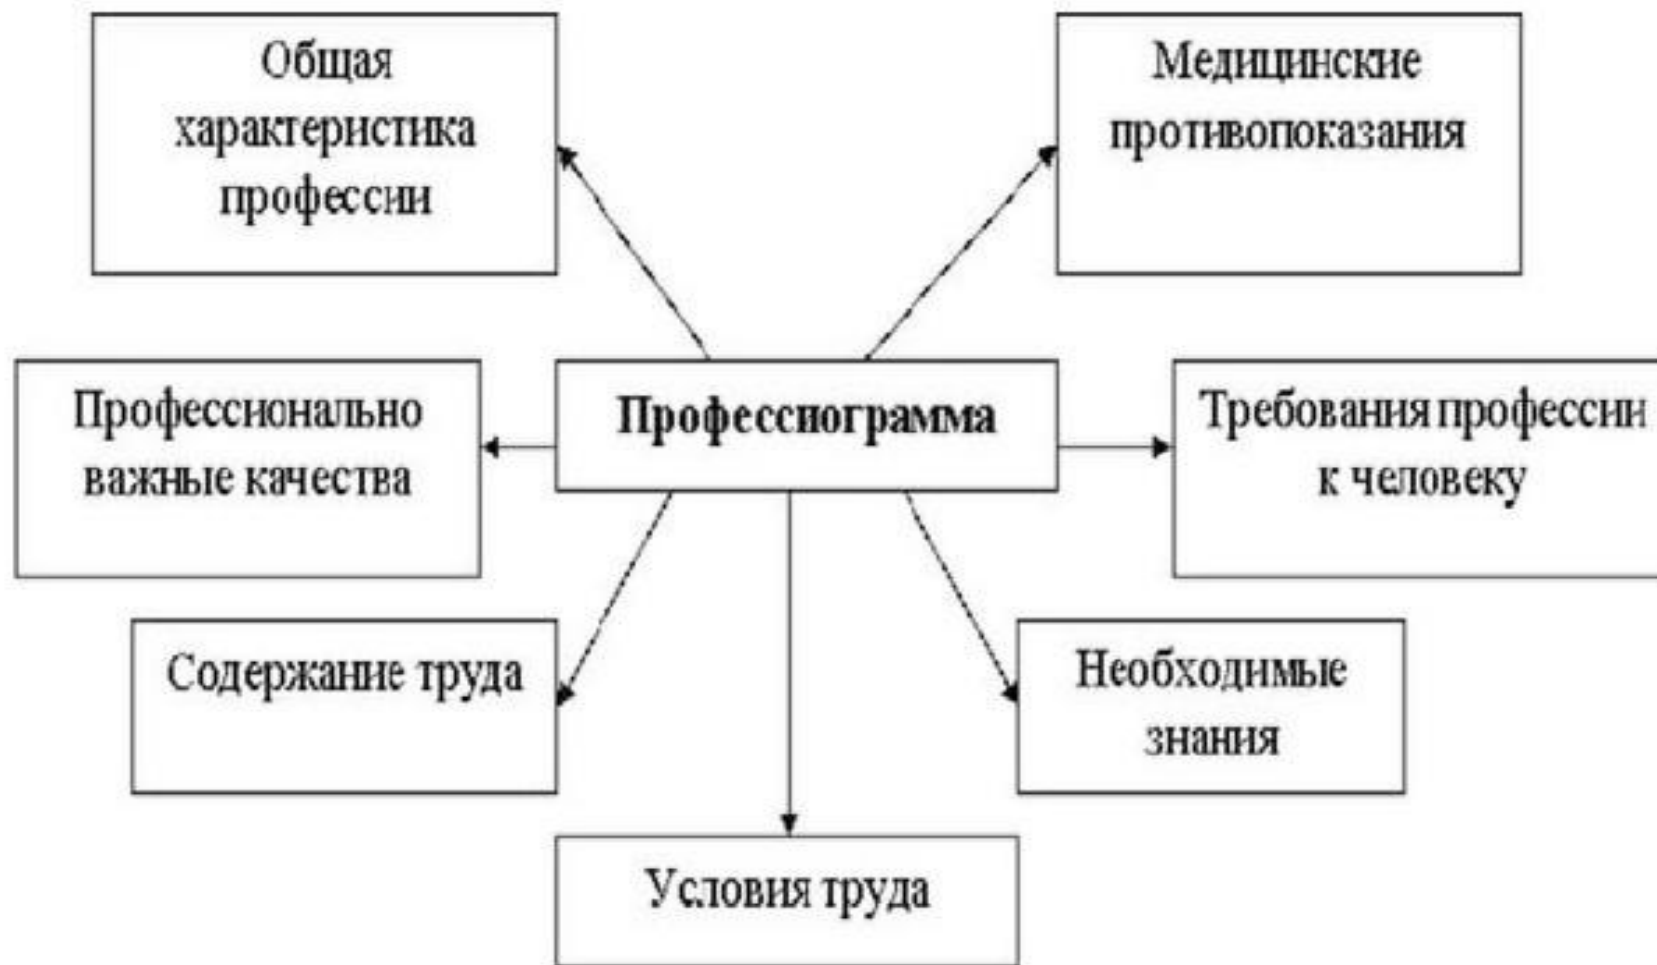 Общая
характеристика
профессии
Медицинские
противопоказания
Профессионально
важные качества
Профессиограмма
Требования профессии
к человеку
Содержание труда
Необходимые
знания
Условия труда